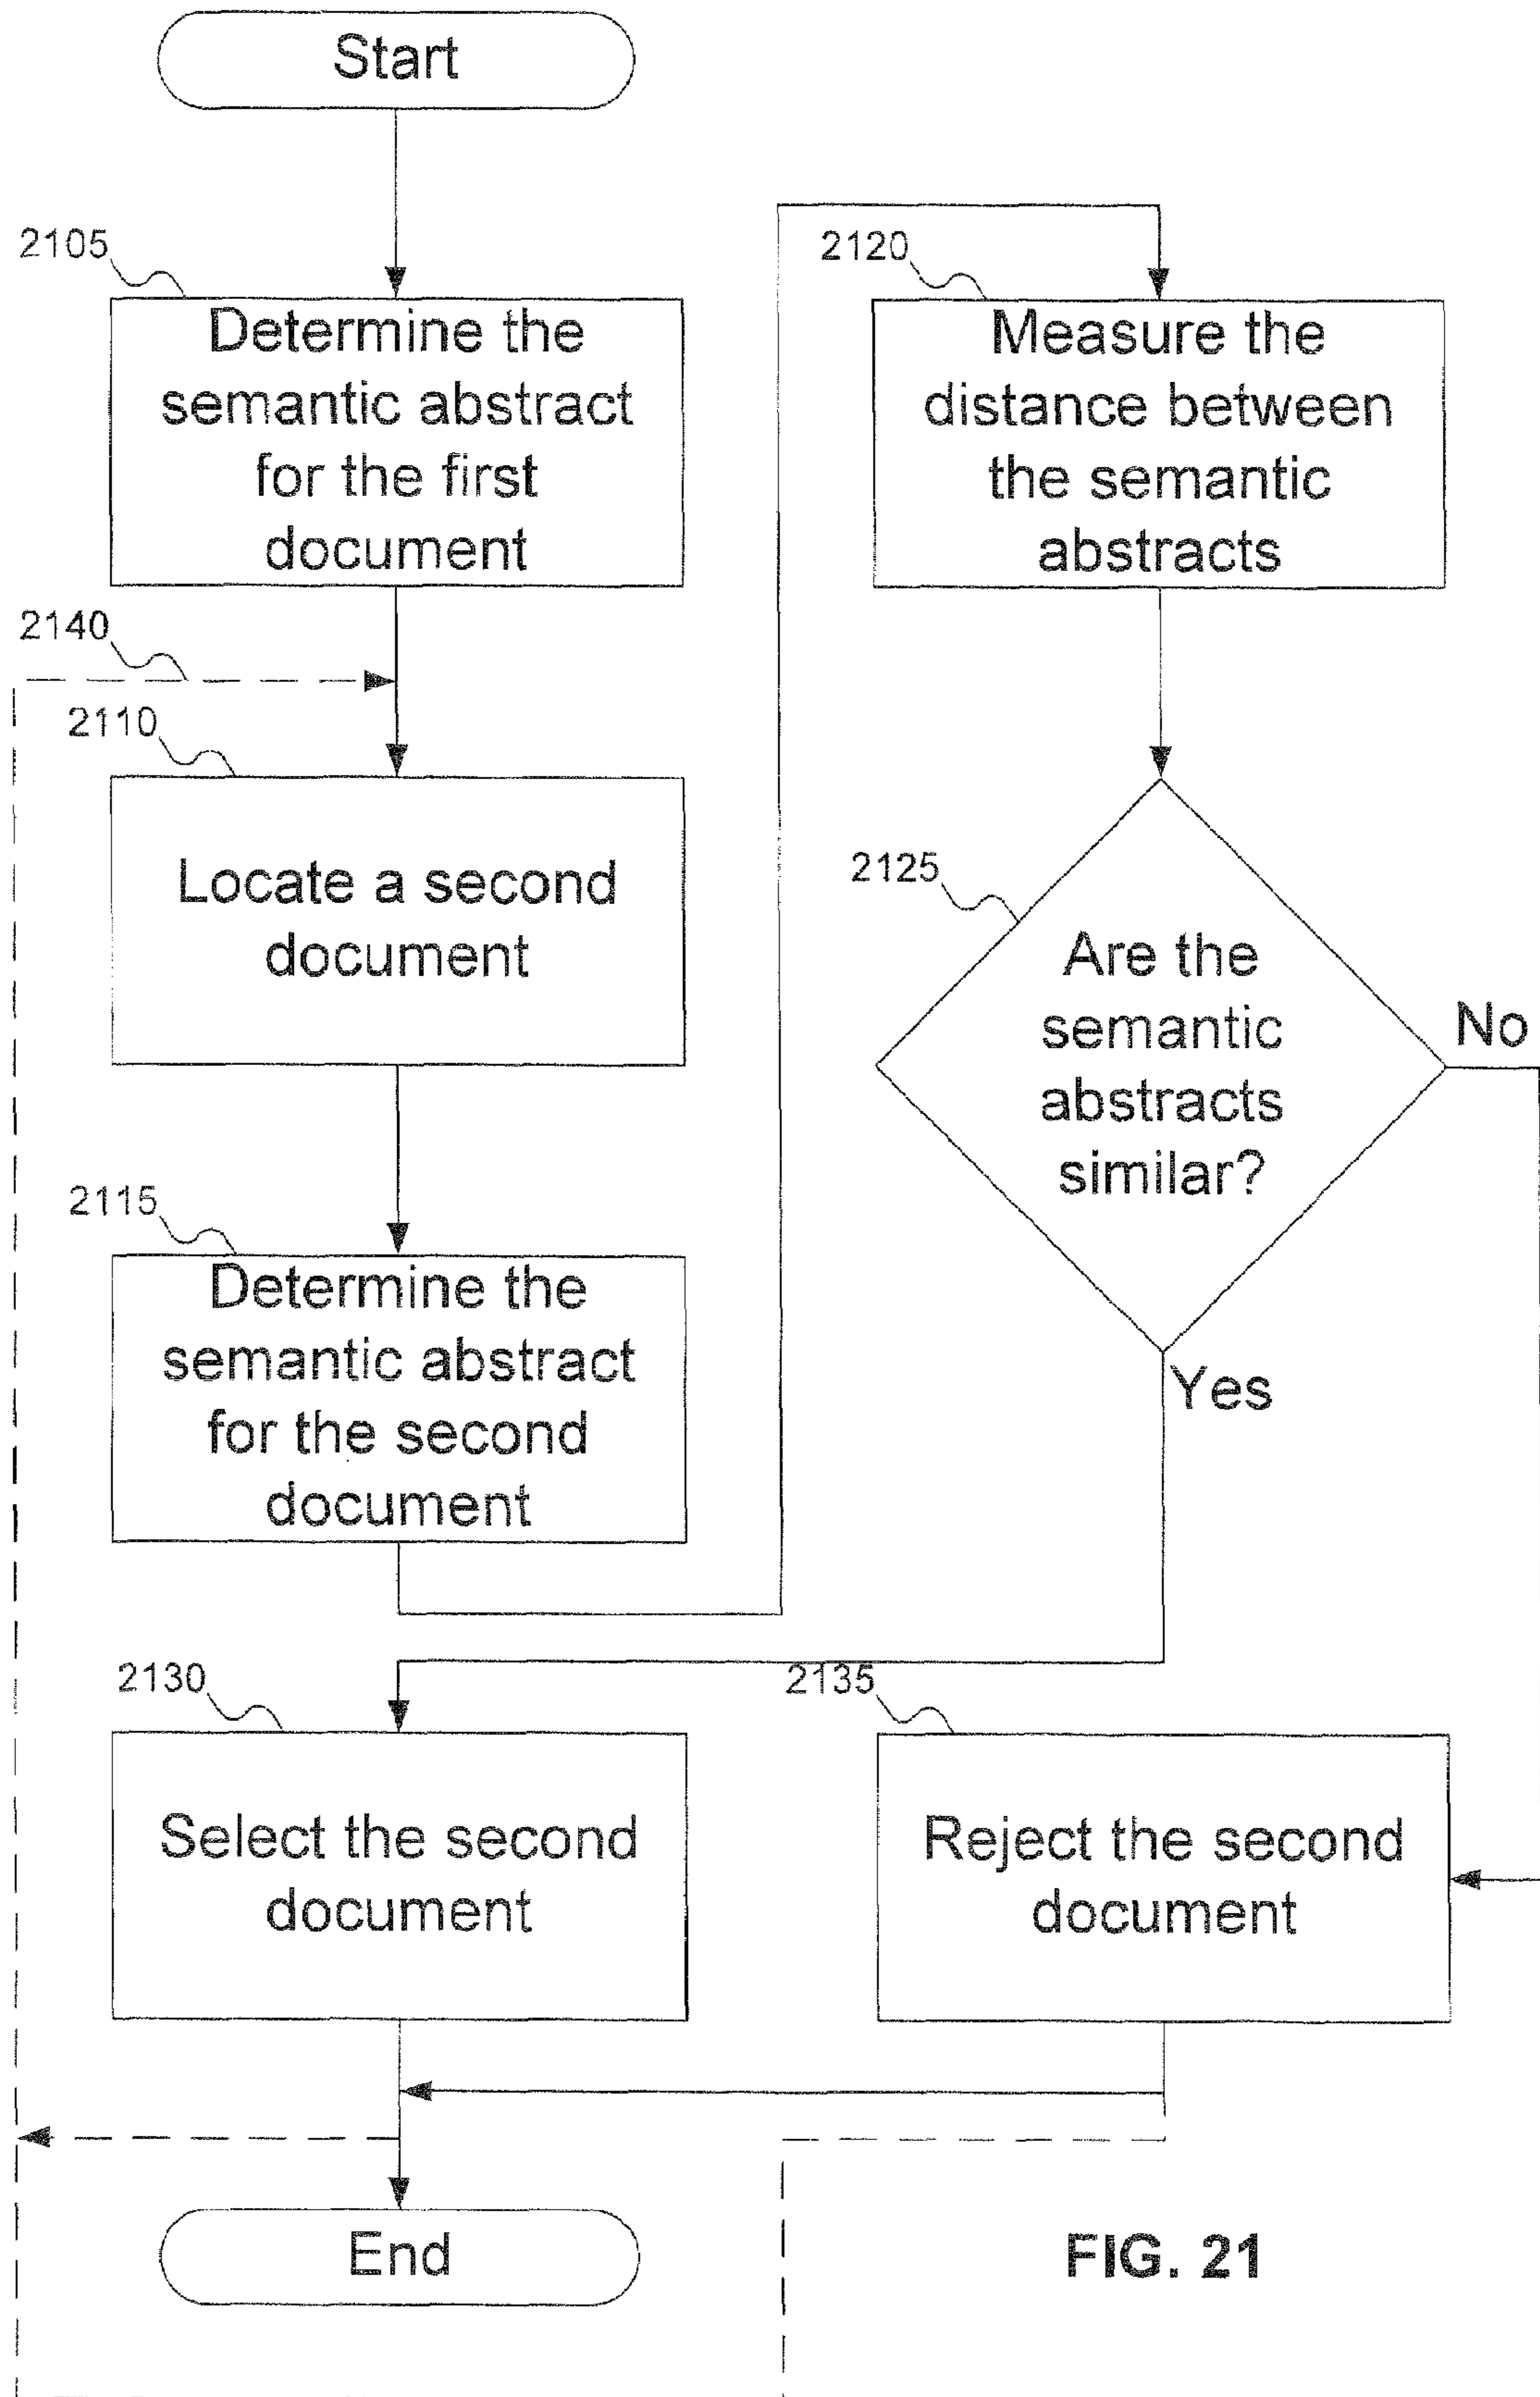 Start
2105
Determine the
semantic abstract
for the first
document
2140
2110
Locate a second
document
2115
Determine the
semantic abstract
for the second
document
2120
Measure the
distance between
the semantic
abstracts
2125
Are the
semantic
abstracts
similar?
No
Yes
2130
Select the second
document
2135
Reject the second
document
End
FIG. 21